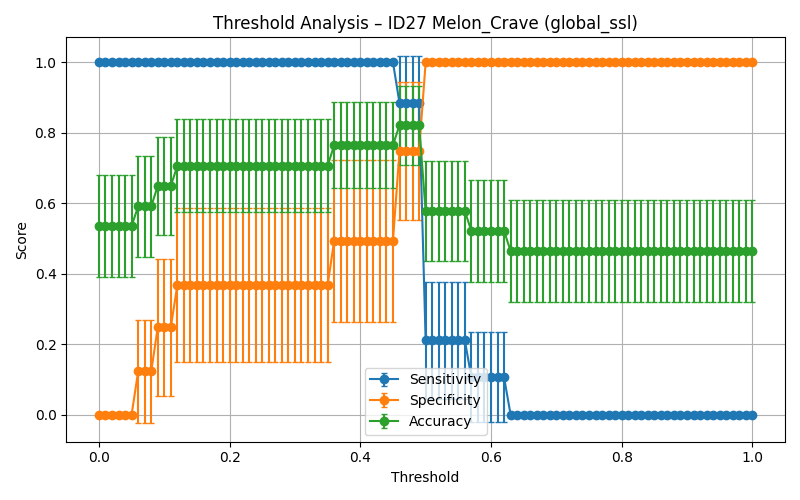 Threshold Analysis – ID27 Melon_Crave (global_ssl)
Score
1.0
0.8
0.6
0.4
0.2
0.0
Sensitivity
Specificity
Accuracy
0.0 0.2 0.4 0.6 0.8 1.0
Threshold